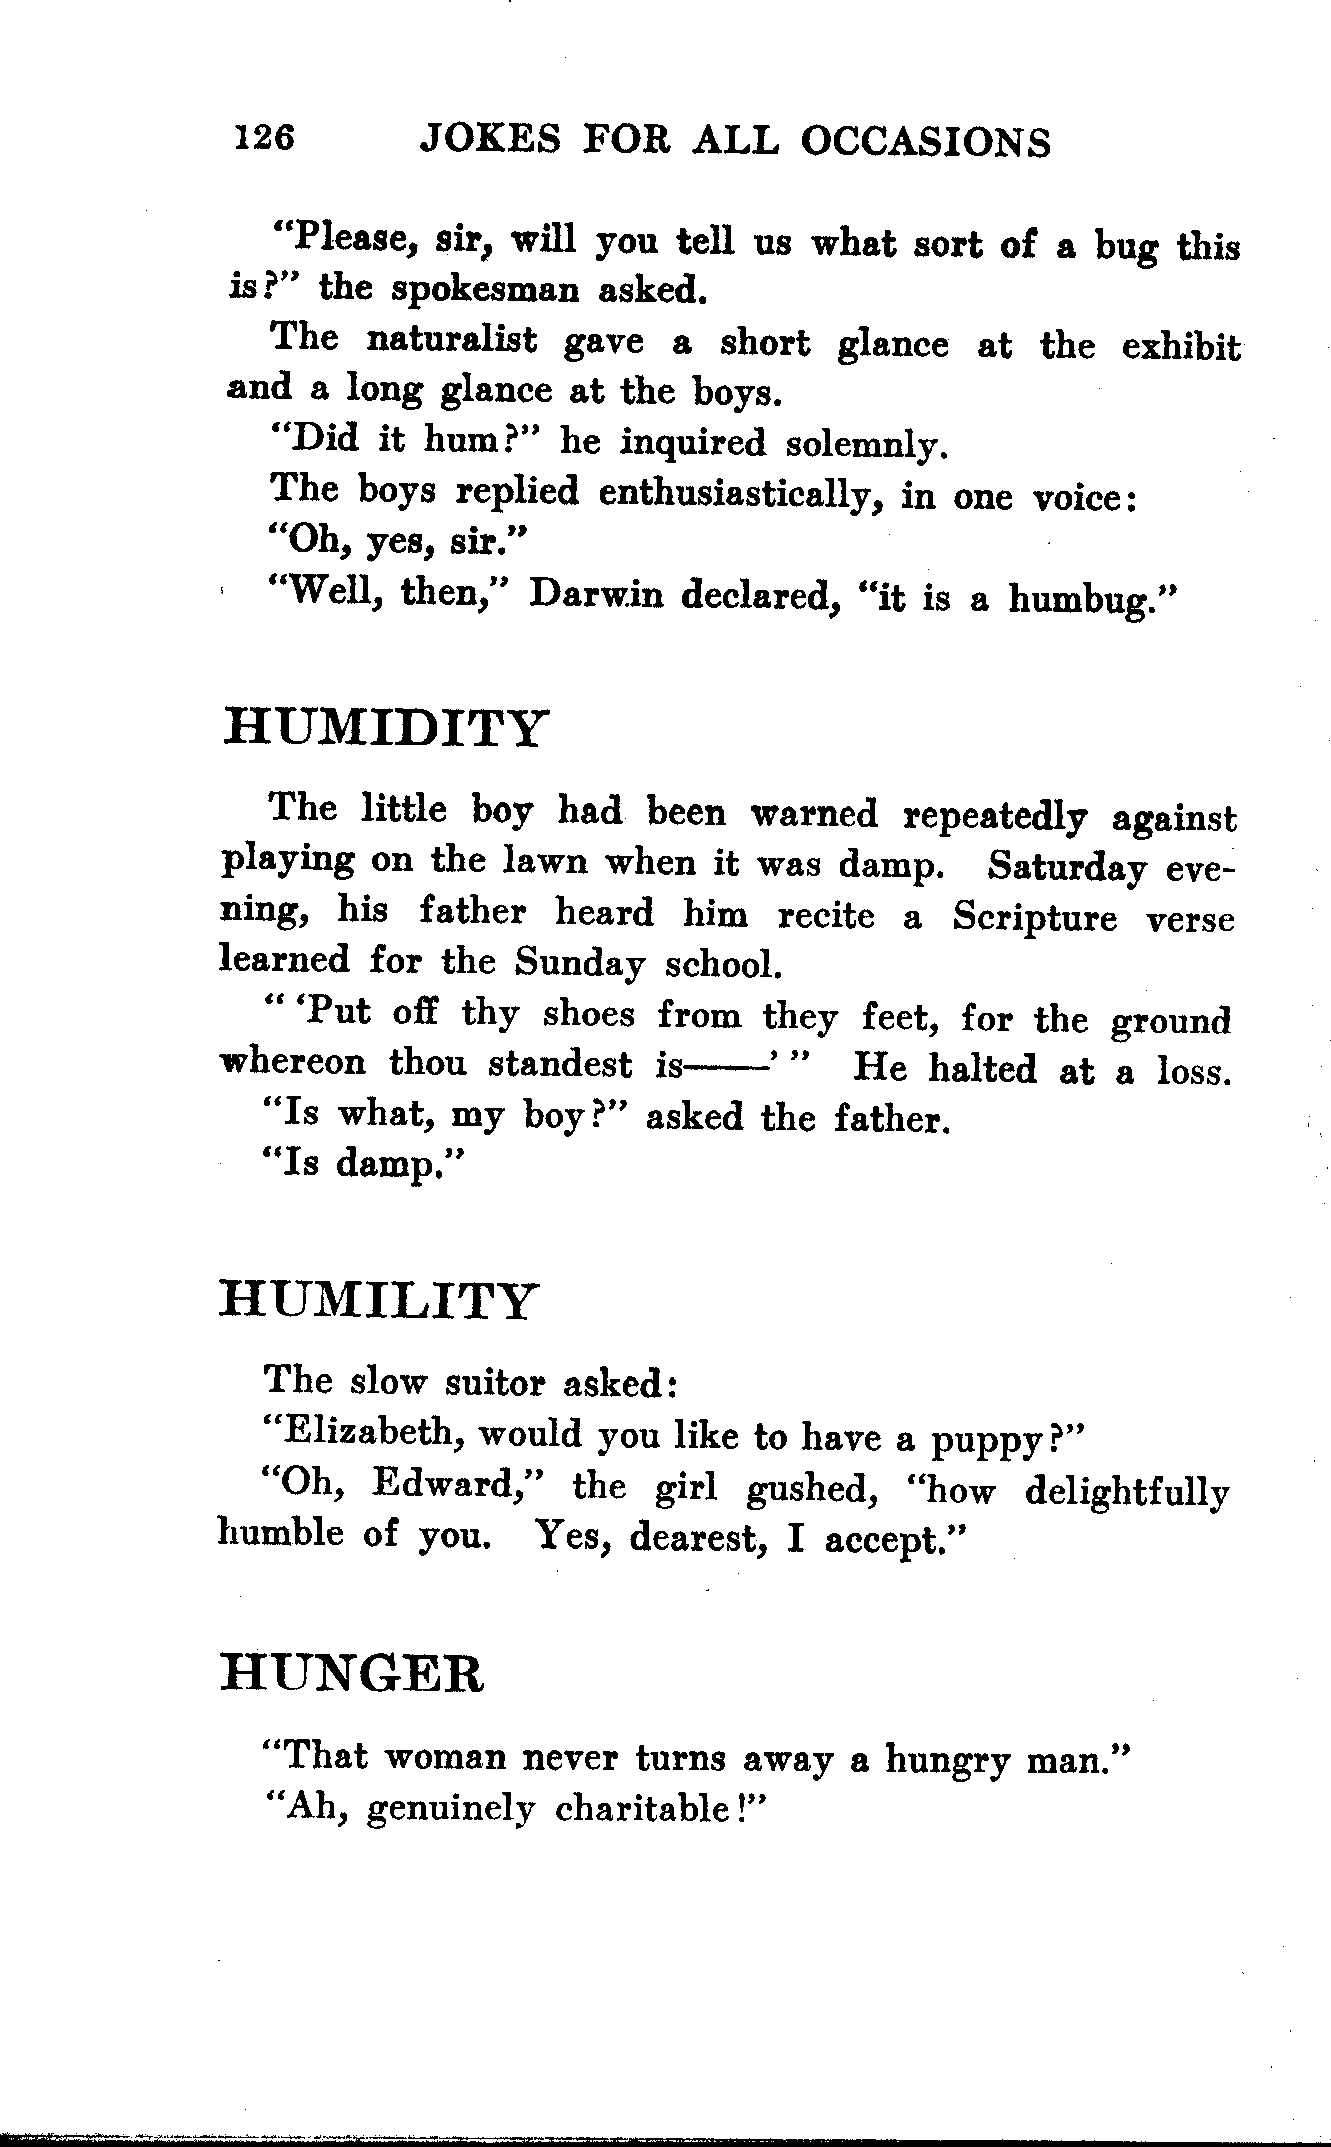 126 JOKES FOR ALL OCCASIONS
“Please, sir, will you tell us what sort of a bug this
is?” the spokesman asked.
The naturalist gave a short glance at the exhibit
and a long glance at the boys.
“Did it hum?” he inquired solemnly.
The boys replied enthusiastically, in one voice:
“Oh, yes, sir.”
“Well, then,” Darwin declared, “it is a humbug.”
HUMIDITY
The little boy had been warned repeatedly against
playing on the lawn when it was damp. Saturday eve-
ning, his father heard him recite a Scripture verse
learned for the Sunday school.
“ ‘Put off thy shoes from they feet, for the ground
whereon thou standest is——’ ” He halted at a loss.
“Is what, my boy?” asked the father.
“Is damp.”
HUMILITY
The slow suitor asked:
“Elizabeth, would you like to have a puppy?”
“Oh, Edward,” the girl gushed, “how delightfully
humble of you. Yes, dearest, I accept.”
HUNGER
“That woman never turns away a hungry man.”
“Ah, genuinely charitable!”